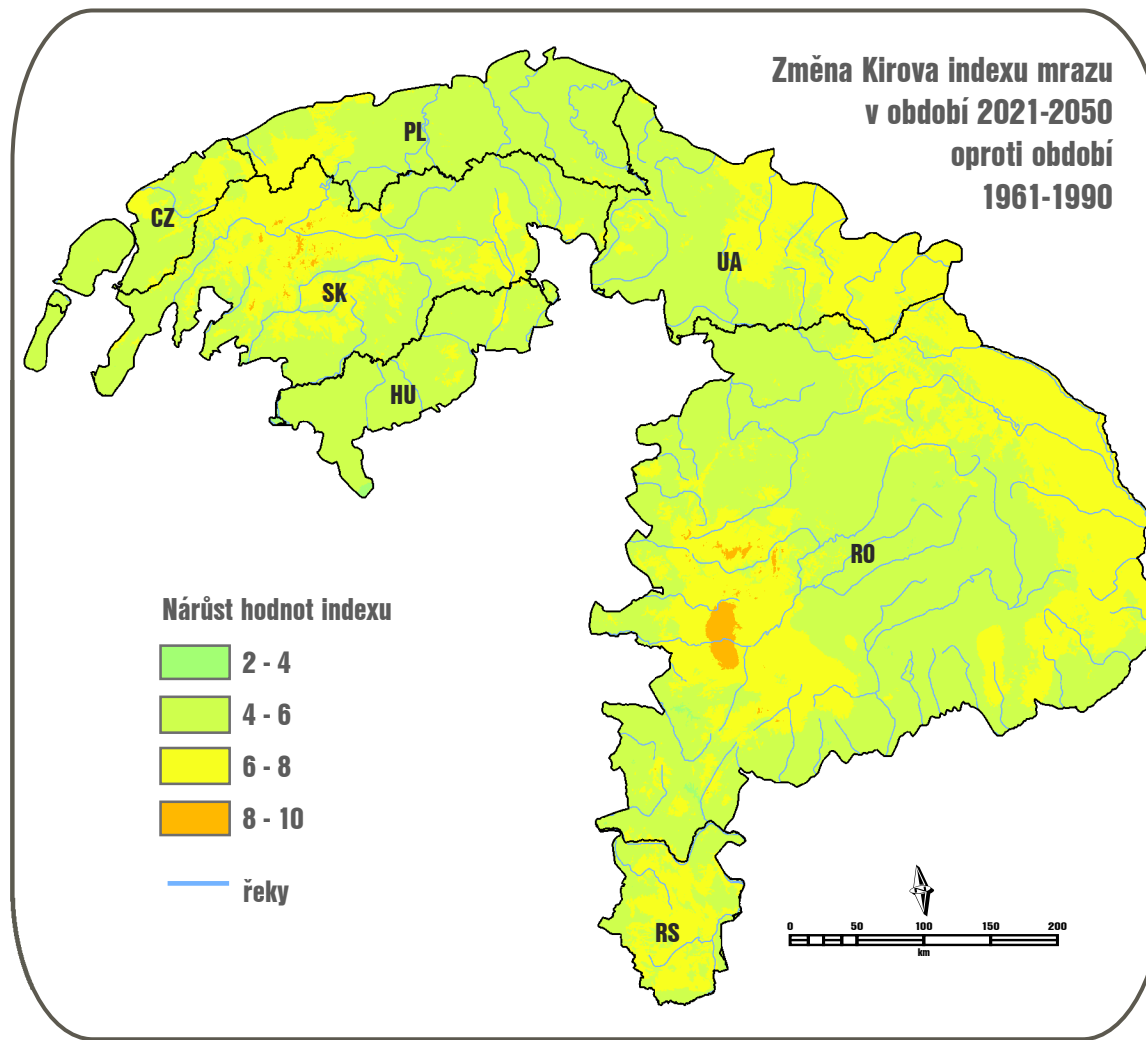 Změna Kirova indexu mrazu
v období 2021-2050
oproti období
1961-1990
PL
CZ
SK
UA
HU
RO
RS
Nárůst hodnot indexu
2 - 4
4 - 6
6 - 8
8 - 10
řeky
0 50 100 150 200
km